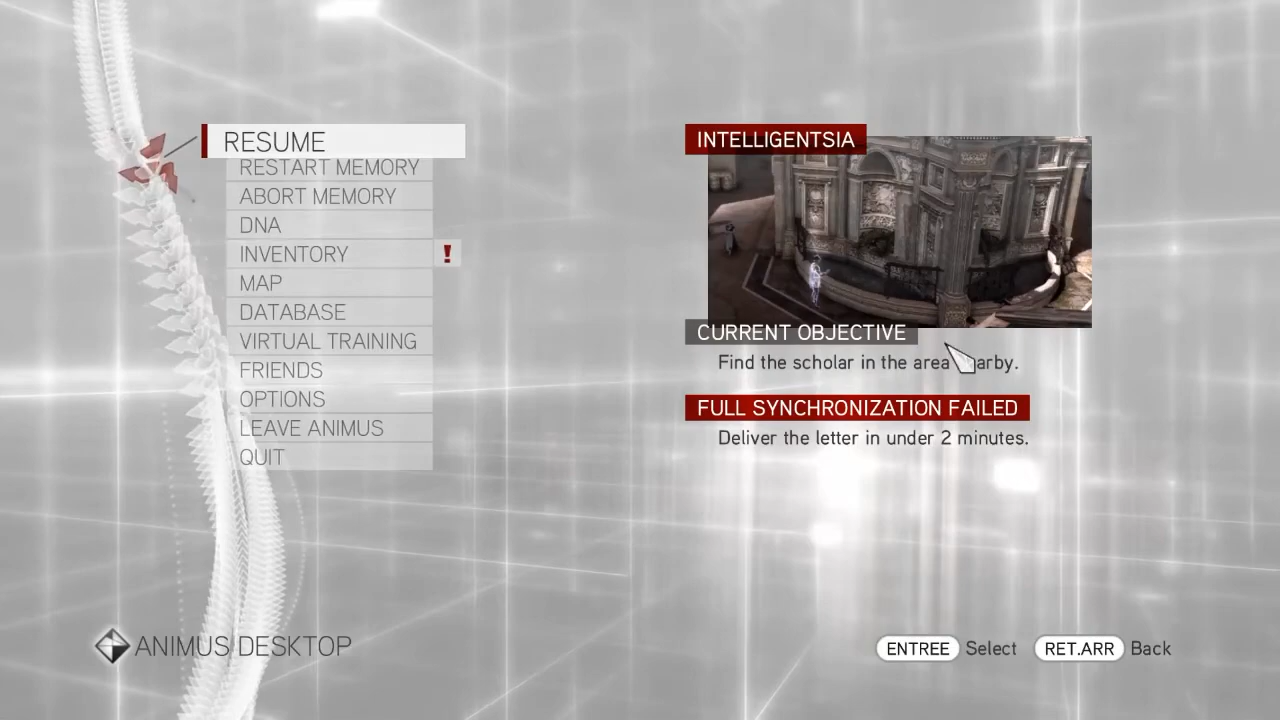 RESUME
RESTART MEMORY
ABORT MEMORY
DNA
INVENTORY !
MAP
DATABASE
VIRTUAL TRAINING
FRIENDS
OPTIONS
LEAVE ANIMUS
QUIT
INTELLIGENTSIA
CURRENT OBJECTIVE
Find the scholar in the area arby.
FULL SYNCHRONIZATION FAILED
Deliver the letter in under 2 minutes.
ANIMUS DESKTOP
ENTREE Select RET.ARR Back